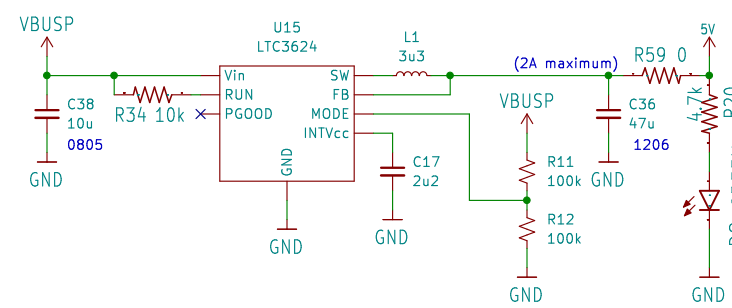 VBUSP
U15
LTC3624
L1
3u3
(2A maximum)
5V
R59 0
Vin
SW
RUN
FB
PGOOD
MODE
INTVcc
GND
R34 10k
C38
10u
0805
GND
C17
2u2
GND
GND
VBUSP
R11
100k
R12
100k
GND
C36
47u
1206
GND
4.7k
GND